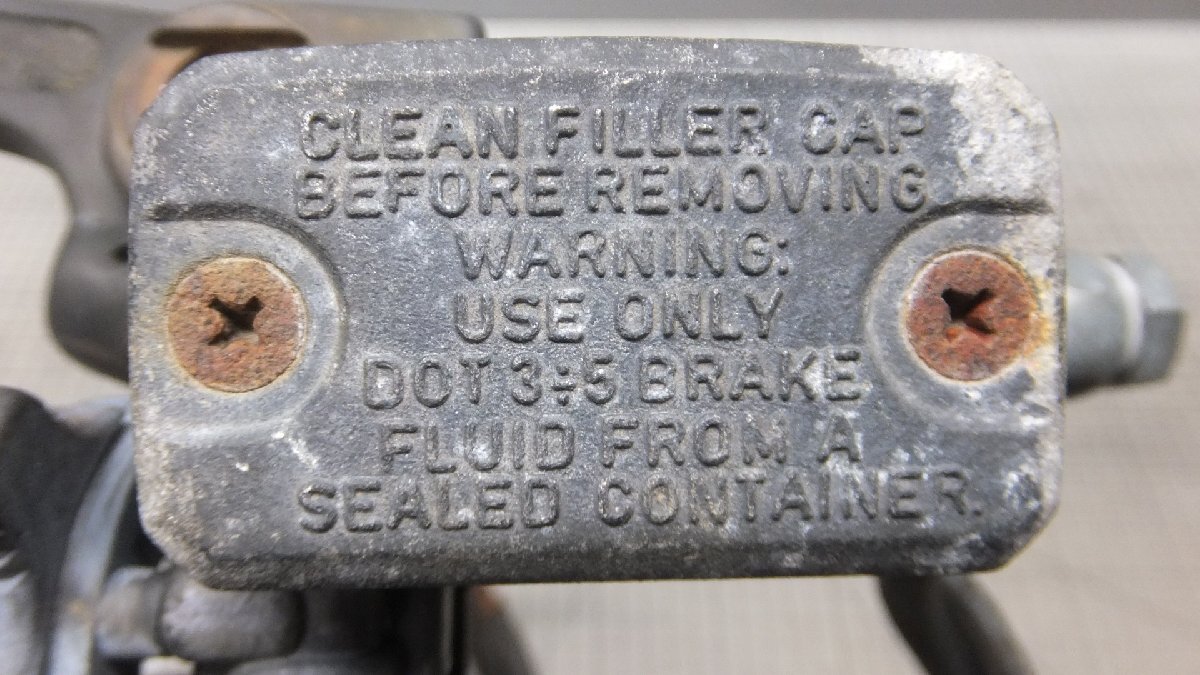 CLEAN FILLER CAP
BEFORE REMOVING
WARNING:
USE ONLY
DOT 3÷5 BRAKE
FLUID FROM A
SEALED CONTAINER.